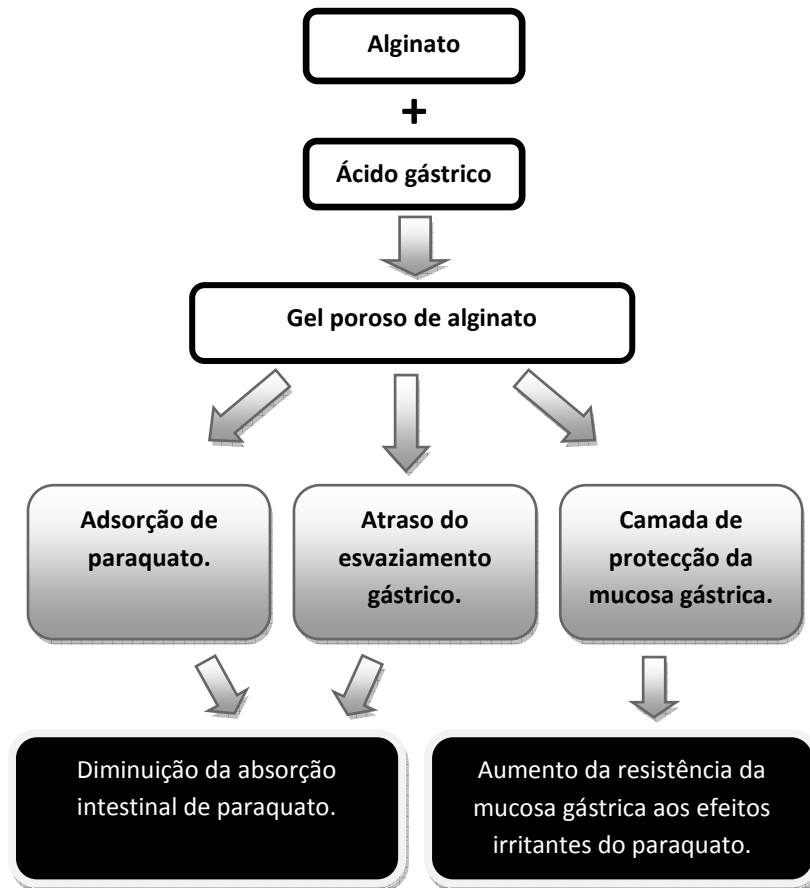 Alginato
+
Ácido gástrico
Gel poroso de alginato
Adsorção de
paraquato.
Atraso do
esvaziamento
gástrico.
Camada de
protecção da
mucosa gástrica.
Diminuição da absorção
intestinal de paraquato.
Aumento da resistência da
mucosa gástrica aos efeitos
irritantes do paraquato.